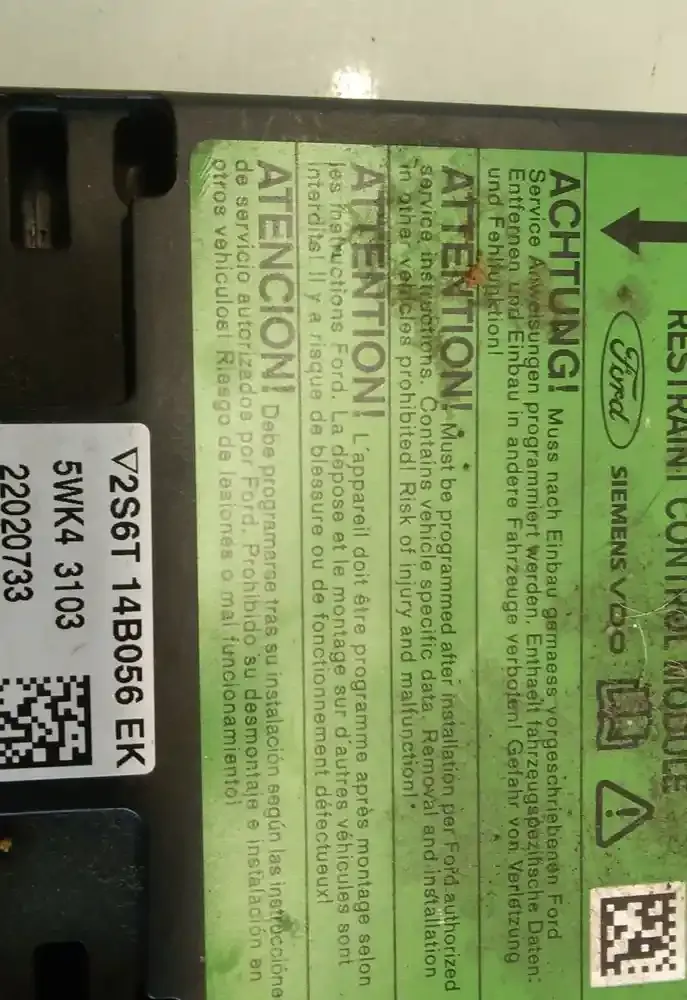 RESTRAINT CONTROL MODULE
Ford SIEMENS VDO
ACHTUNG! Muss nach Einbau gemaess vorgeschriebenen Ford
Service Anweisungen programmiert werden. Enthaelt fahrzeugspezifische Daten.
Entfernen und Einbau in andere Fahrzeuge verboten! Gefahr von Verletzung
und Fehlfunktion!
ATTENTION! Must be programmed after installation per Ford authorized
service instructions. Contains vehicle specific data. Removal and installation
in other vehicles prohibited! Risk of injury and malfunction!
ATTENTION! L'appareil doit être programme après montage selon
les instructions Ford. La dépose et le montage sur d'autres véhicules sont
interdits! Il y a risque de blessure ou de fonctionnement défectueux!
ATENCION! Debe programarse tras su instalación según las instruccione
de servicio autorizados por Ford. Prohibido su desmontaje e instalación en
otros vehiculos! Riesgo de lesiones o mal funcionamiento!
2S6T 14B056 EK
5WK4 3103
22020733